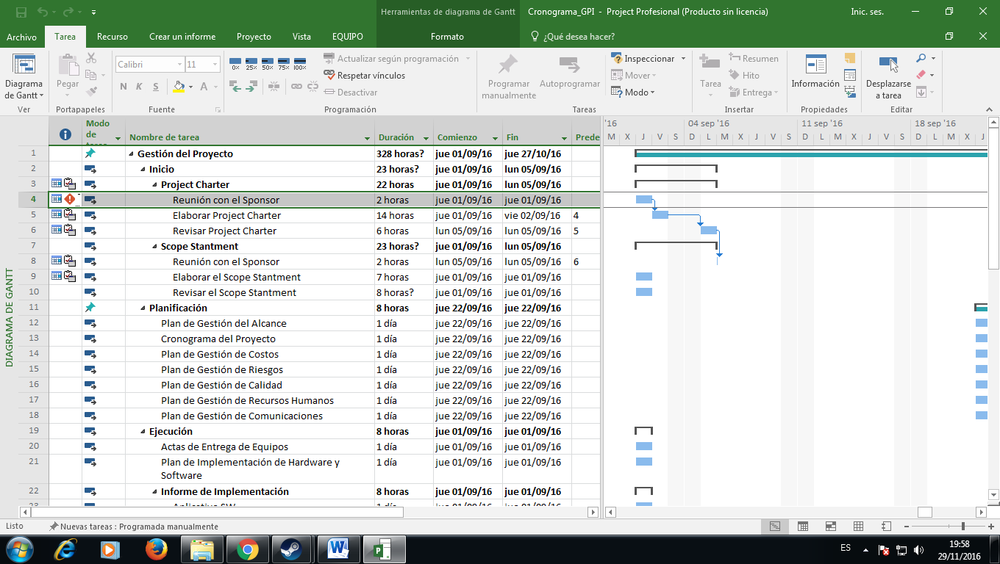 Herramientas de diagrama de Gantt Cronograma_GPI - Project Profesional (Producto sin licencia) Inic. ses.
Archivo Tarea Recurso Crear un informe Proyecto Vista EQUIPO Formato ¿Qué desea hacer?
Diagrama de Gantt
Ver
Pegar
Portapapeles
Calibri 11
N K S
Fuente
0% 25% 50% 75% 100%
Actualizar según programación
Respetar vínculos
Desactivar
Programación
Programar manualmente
Autoprogramar
Inspeccionar
Mover
Modo
Tareas
Tarea
Resumen
Hito
Entrega
Insertar
Información
Propiedades
Desplazarse a tarea
Editar
Modo de Nombre de tarea Duración Comienzo Fin Prede
'16 04 sep '16 11 sep '16 18 sep '16
M X J V S D L M X J V S D L M X J V S D L M X J
1 Gestión del Proyecto 328 horas? jue 01/09/16 jue 27/10/16
2 Inicio 23 horas? jue 01/09/16 lun 05/09/16
3 Project Charter 22 horas jue 01/09/16 lun 05/09/16
4 Reunión con el Sponsor 2 horas jue 01/09/16 jue 01/09/16
5 Elaborar Project Charter 14 horas jue 01/09/16 vie 02/09/16 4
6 Revisar Project Charter 6 horas lun 05/09/16 lun 05/09/16 5
7 Scope Stantment 23 horas? jue 01/09/16 lun 05/09/16
8 Reunión con el Sponsor 2 horas lun 05/09/16 lun 05/09/16 6
9 Elaborar el Scope Stantment 7 horas jue 01/09/16 jue 01/09/16
10 Revisar el Scope Stantment 8 horas? jue 01/09/16 jue 01/09/16
11 Planificación 8 horas jue 22/09/16 jue 22/09/16
12 Plan de Gestión del Alcance 1 día jue 22/09/16 jue 22/09/16
13 Cronograma del Proyecto 1 día jue 22/09/16 jue 22/09/16
14 Plan de Gestión de Costos 1 día jue 22/09/16 jue 22/09/16
15 Plan de Gestión de Riesgos 1 día jue 22/09/16 jue 22/09/16
16 Plan de Gestión de Calidad 1 día jue 22/09/16 jue 22/09/16
17 Plan de Gestión de Recursos Humanos 1 día jue 22/09/16 jue 22/09/16
18 Plan de Gestión de Comunicaciones 1 día jue 22/09/16 jue 22/09/16
19 Ejecución 8 horas jue 01/09/16 jue 01/09/16
20 Actas de Entrega de Equipos 1 día jue 01/09/16 jue 01/09/16
21 Plan de Implementación de Hardware y 1 día jue 01/09/16 jue 01/09/16
Software
22 Informe de Implementación 8 horas jue 01/09/16 jue 01/09/16
DIAGRAMA DE GANTT
Listo Nuevas tareas : Programada manualmente
ES 19:58
29/11/2016